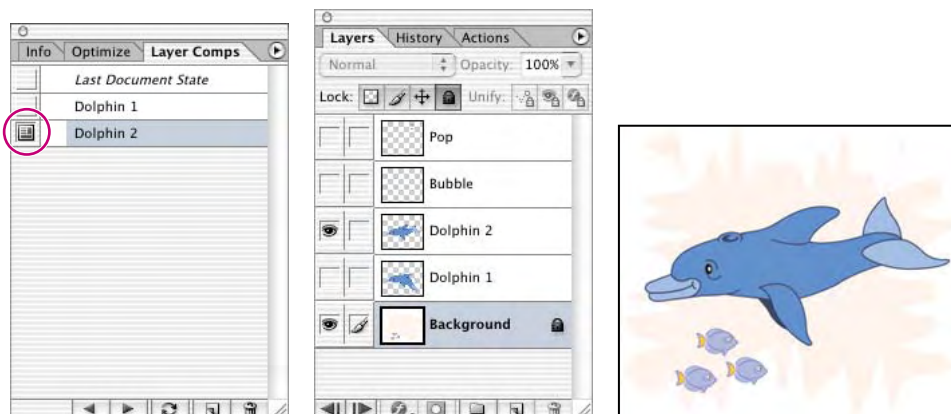 Info Optimize Layer Comps
Last Document State
Dolphin 1
Dolphin 2
Layers History Actions
Normal Opacity: 100%
Lock: Unify:
Pop
Bubble
Dolphin 2
Dolphin 1
Background